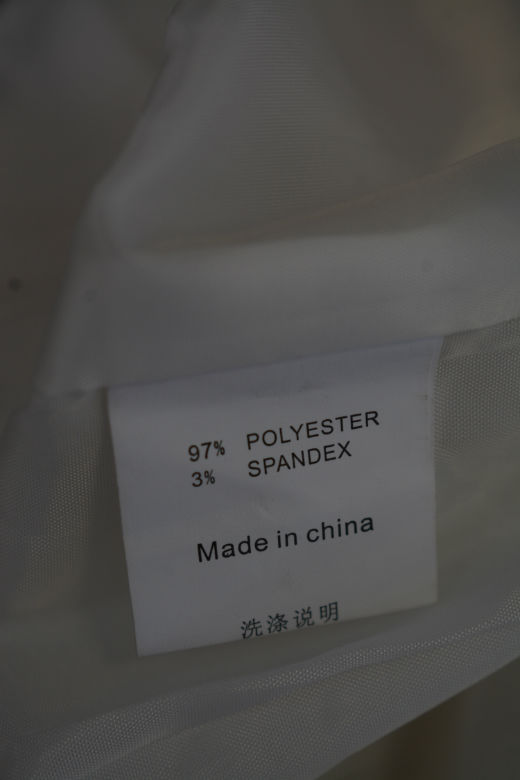 97% POLYESTER
3% SPANDEX
Made in china
洗涤说明